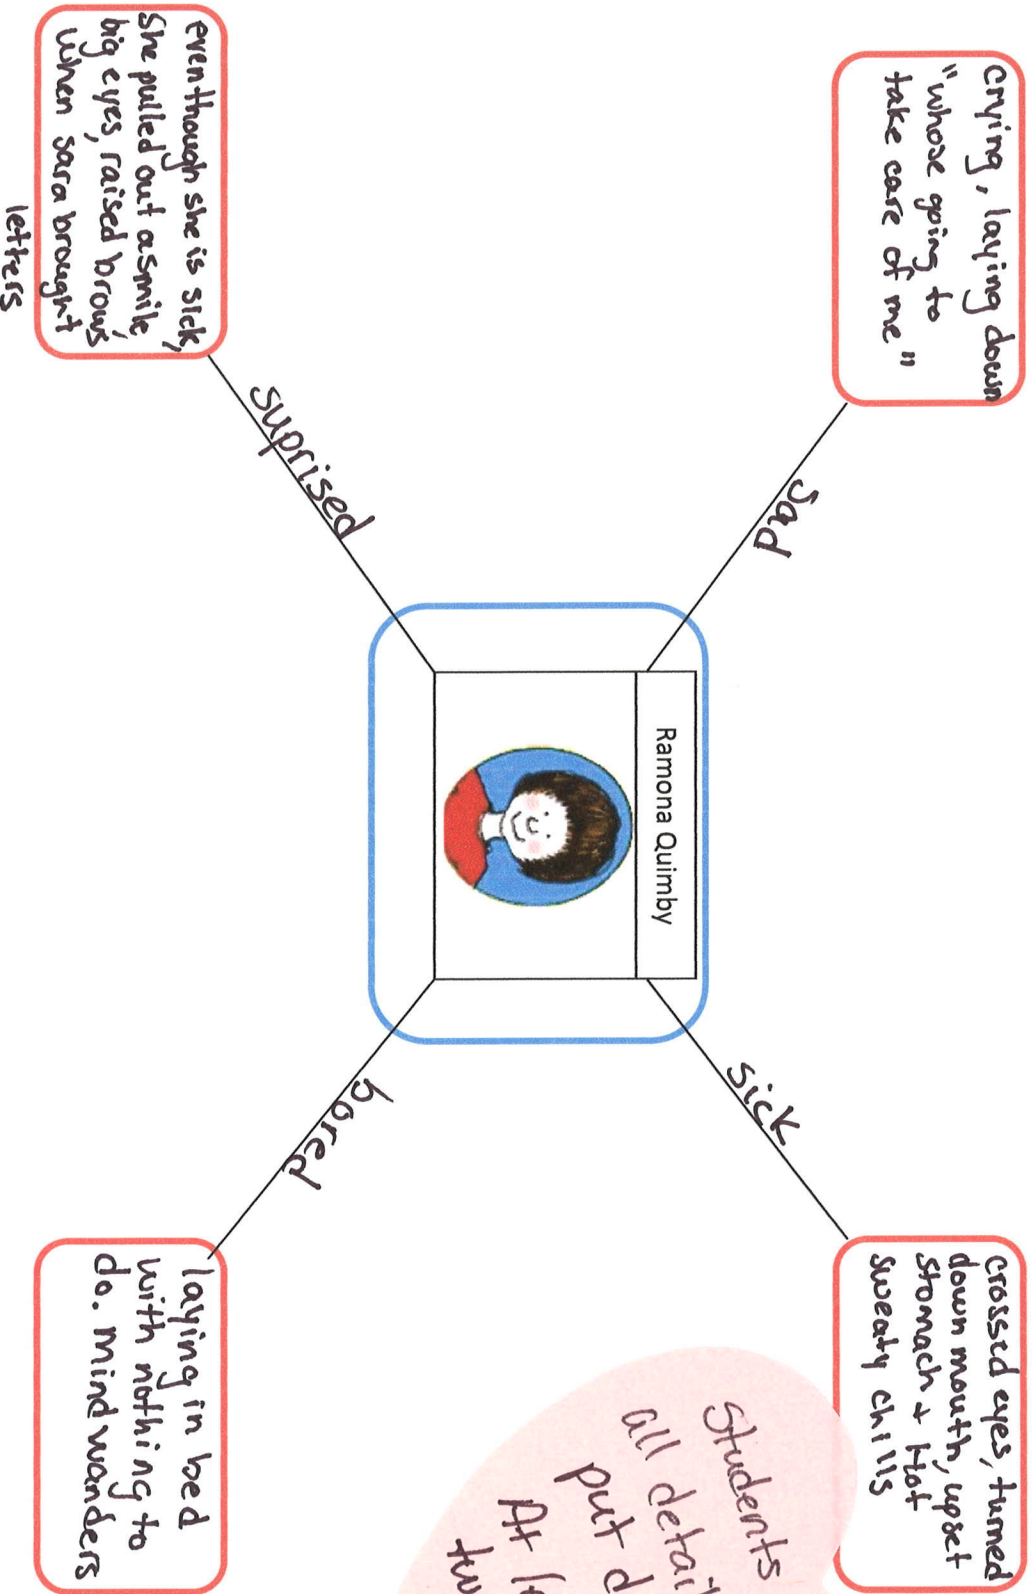 crying, laying down
"whose going to
take care of me"
sad
crossed eyes, turned
down mouth, upset
stomach + Hot
sweaty chills
sick
Ramona Quimby
suprised
even though she is sick,
She pulled out a smile,
big eyes, raised brows
when sara brought
letters
bored
laying in bed
with nothing to
do. mind wanders
Students
all
put
At